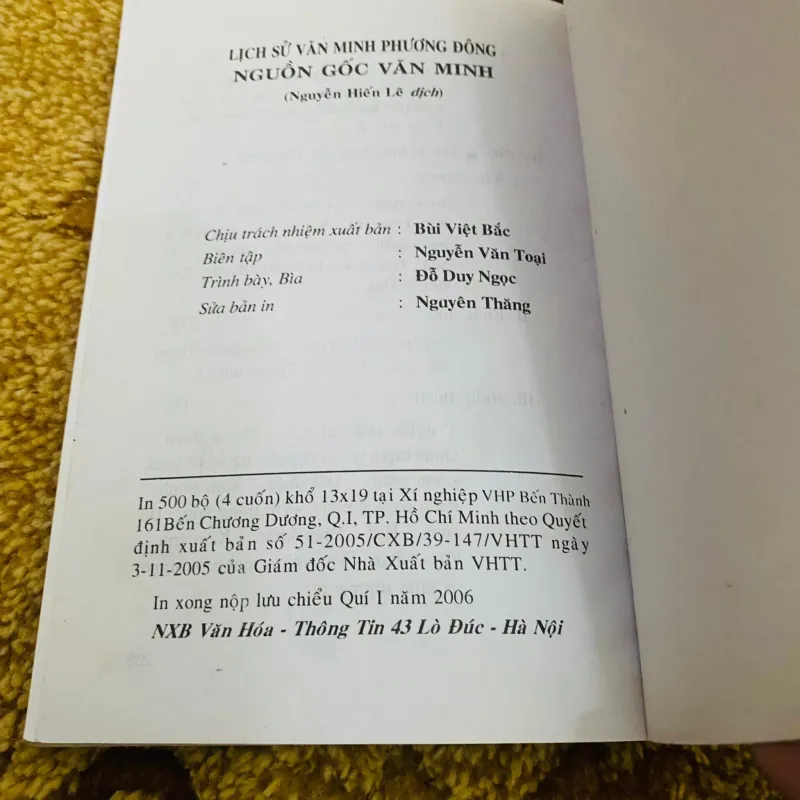 LỊCH SỬ VĂN MINH PHƯƠNG ĐÔNG
NGUỒN GỐC VĂN MINH
(Nguyễn Hiến Lê dịch)
Chịu trách nhiệm xuất bản : Bùi Việt Bắc
Biên tập : Nguyễn Văn Toại
Trình bày, Bìa : Đỗ Duy Ngọc
Sửa bản in : Nguyên Thăng
In 500 bộ (4 cuốn) khổ 13x19 tại Xí nghiệp VHP Bến Thành
161Bến Chương Dương, Q.I, TP. Hồ Chí Minh theo Quyết
định xuất bản số 51-2005/CXB/39-147/VHTT ngày
3-11-2005 của Giám đốc Nhà Xuất bản VHTT.
In xong nộp lưu chiểu Quí I năm 2006
NXB Văn Hóa - Thông Tin 43 Lò Đúc - Hà Nội